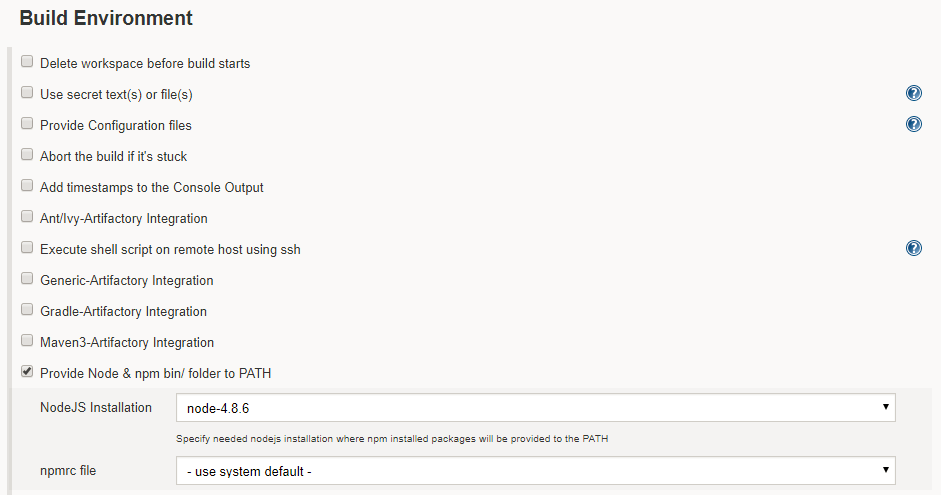 Build Environment
Delete workspace before build starts
Use secret text(s) or file(s)
Provide Configuration files
Abort the build if it's stuck
Add timestamps to the Console Output
Ant/Ivy-Artifactory Integration
Execute shell script on remote host using ssh
Generic-Artifactory Integration
Gradle-Artifactory Integration
Maven3-Artifactory Integration
Provide Node & npm bin/ folder to PATH
NodeJS Installation node-4.8.6
Specify needed nodejs installation where npm installed packages will be provided to the PATH
npmrc file - use system default -